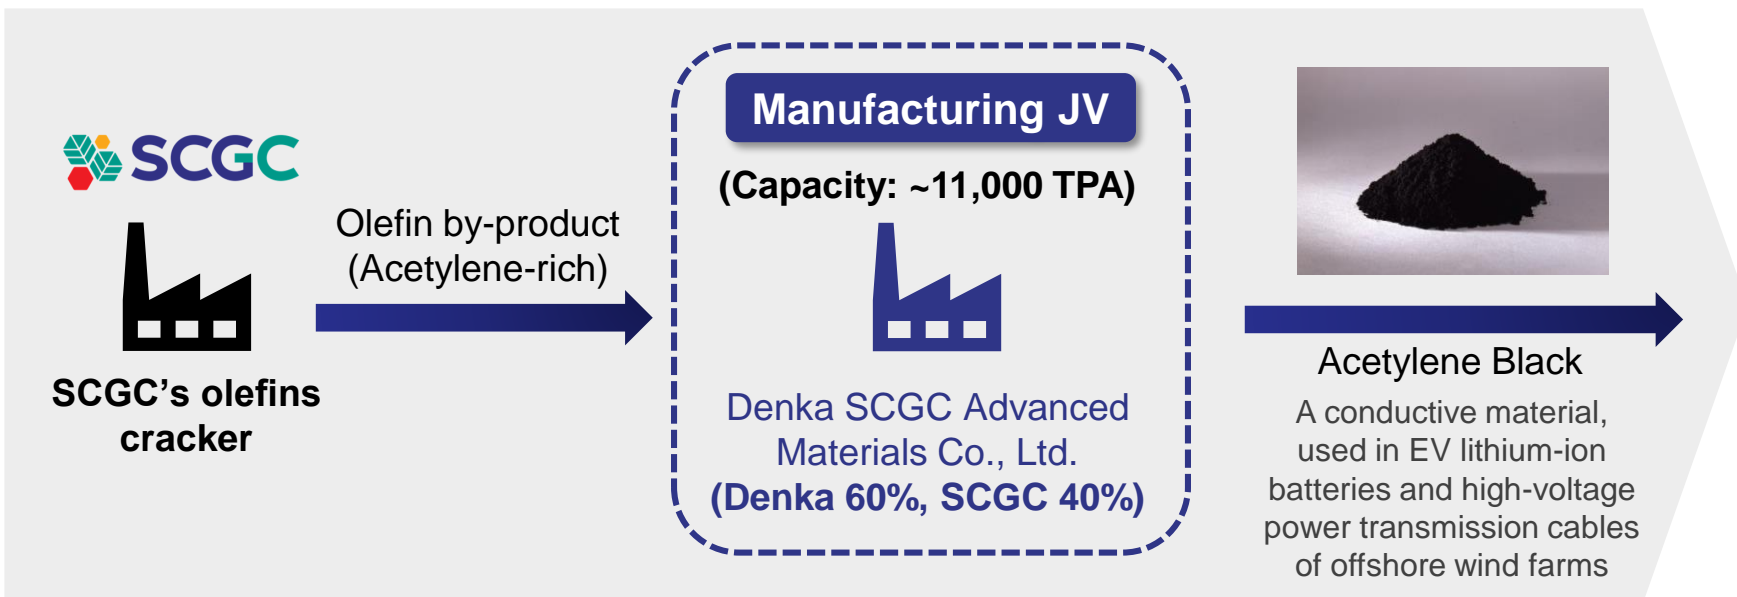 SCGC
SCGC's olefins
cracker
Olefin by-product
(Acetylene-rich)
Manufacturing JV
(Capacity: ~11,000 TPA)
Denka SCGC Advanced
Materials Co., Ltd.
(Denka 60%, SCGC 40%)
Acetylene Black
A conductive material,
used in EV lithium-ion
batteries and high-voltage
power transmission cables
of offshore wind farms